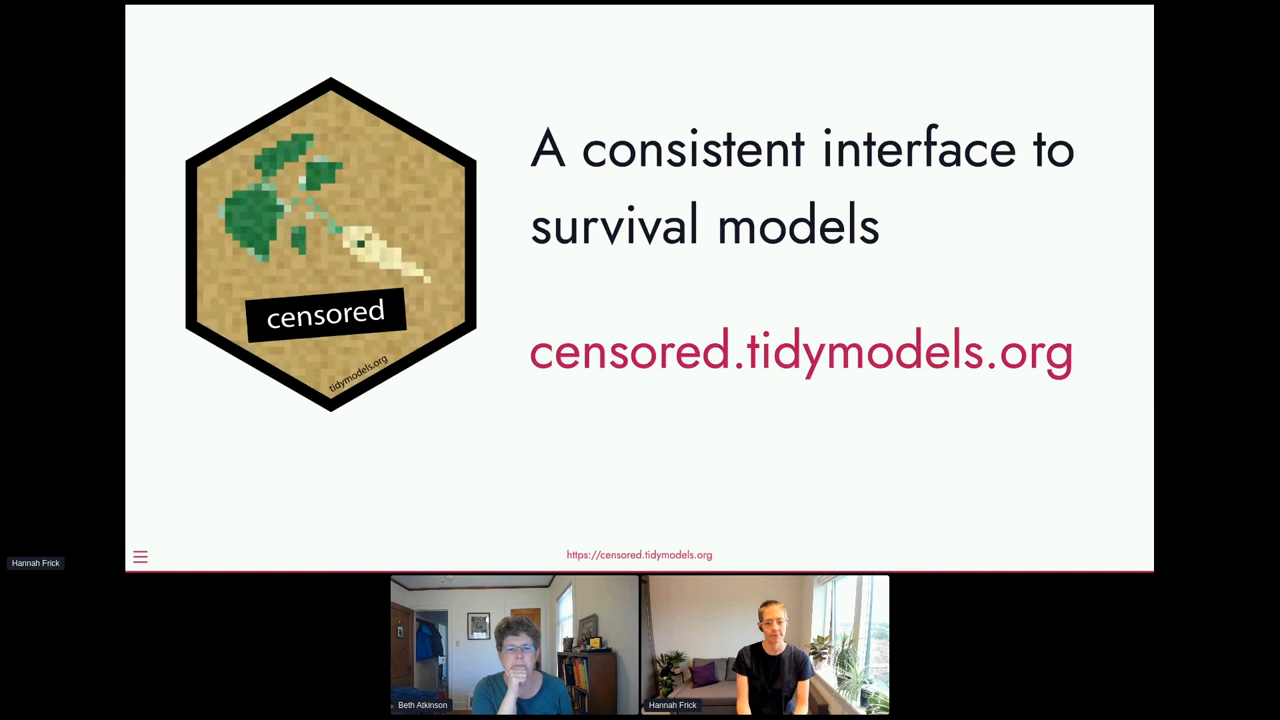 A consistent interface to
survival models
censored.tidymodels.org
censored
tidymodels.org
https://censored.tidymodels.org
Hannah Frick
Beth Atkinson
Hannah Frick